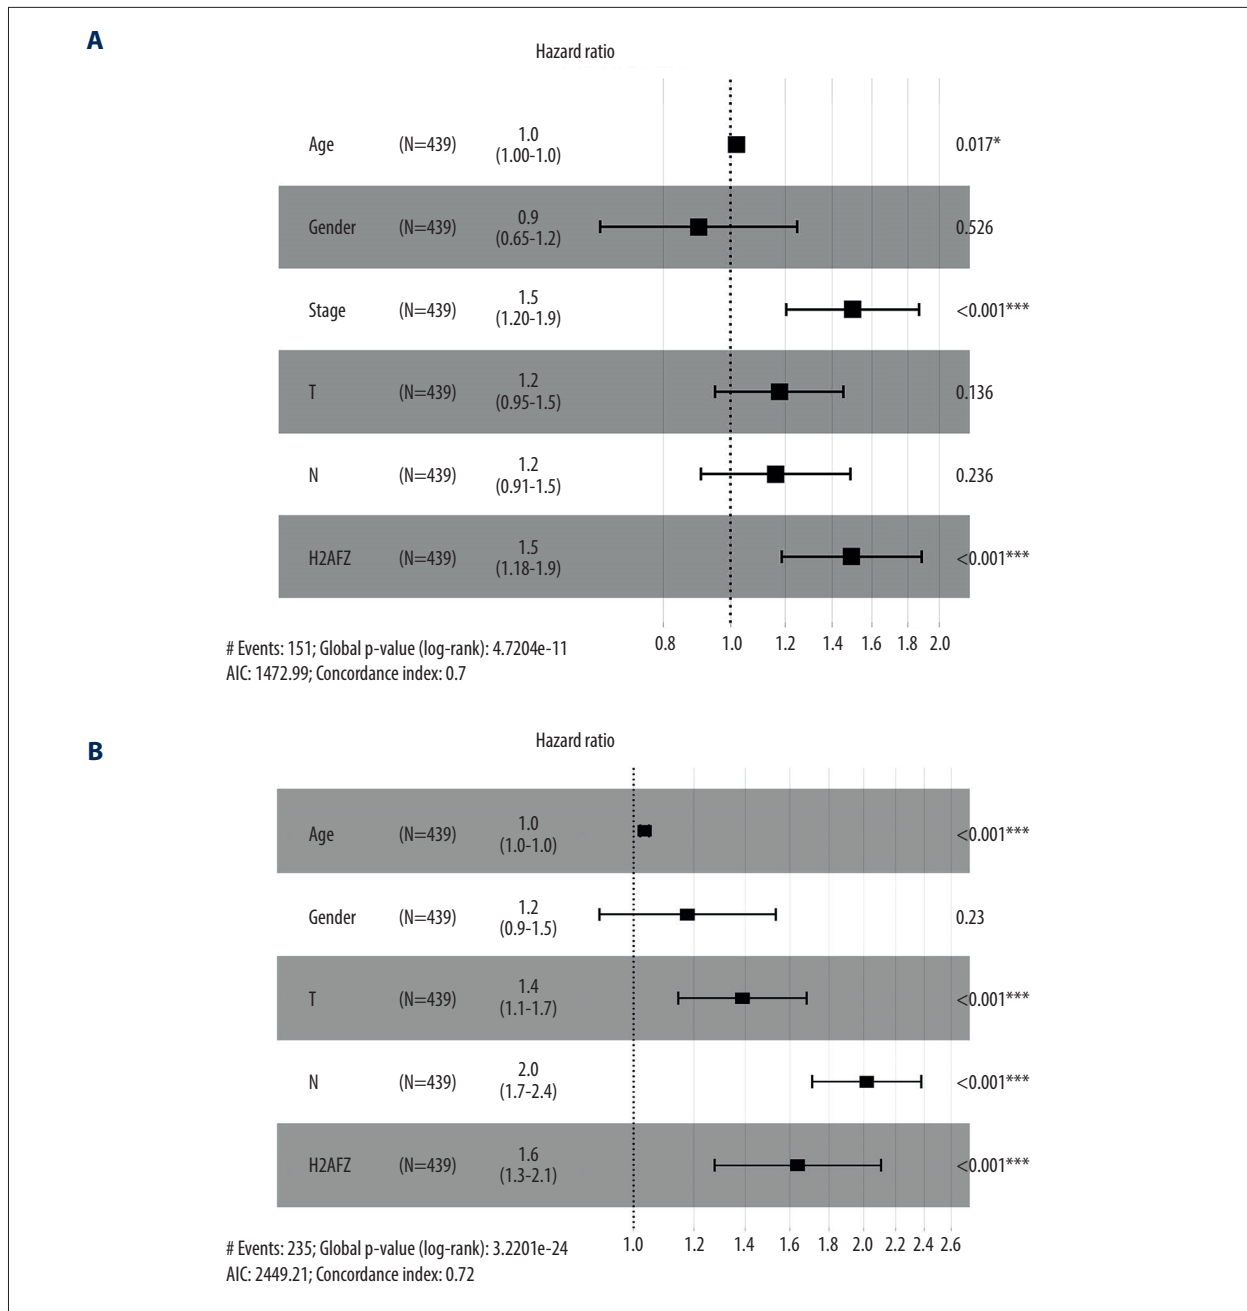 A
Hazard ratio
Age (N=439) 1.0 0.017*
(1.00-1.0)
Gender (N=439) 0.9 0.526
(0.65-1.2)
Stage (N=439) 1.5 <0.001***
(1.20-1.9)
T (N=439) 1.2 0.136
(0.95-1.5)
N (N=439) 1.2 0.236
(0.91-1.5)
H2AFZ (N=439) 1.5 <0.001***
(1.18-1.9)
0.8 1.0 1.2 1.4 1.6 1.8 2.0
# Events: 151; Global p-value (log-rank): 4.7204e-11
AIC: 1472.99; Concordance index: 0.7
B
Hazard ratio
Age (N=439) 1.0 <0.001***
(1.0-1.0)
Gender (N=439) 1.2 0.23
(0.9-1.5)
T (N=439) 1.4 <0.001***
(1.1-1.7)
N (N=439) 2.0 <0.001***
(1.7-2.4)
H2AFZ (N=439) 1.6 <0.001***
(1.3-2.1)
1.0 1.2 1.4 1.6 1.8 2.0 2.2 2.4 2.6
# Events: 235; Global p-value (log-rank): 3.2201e-24
AIC: 2449.21; Concordance index: 0.72